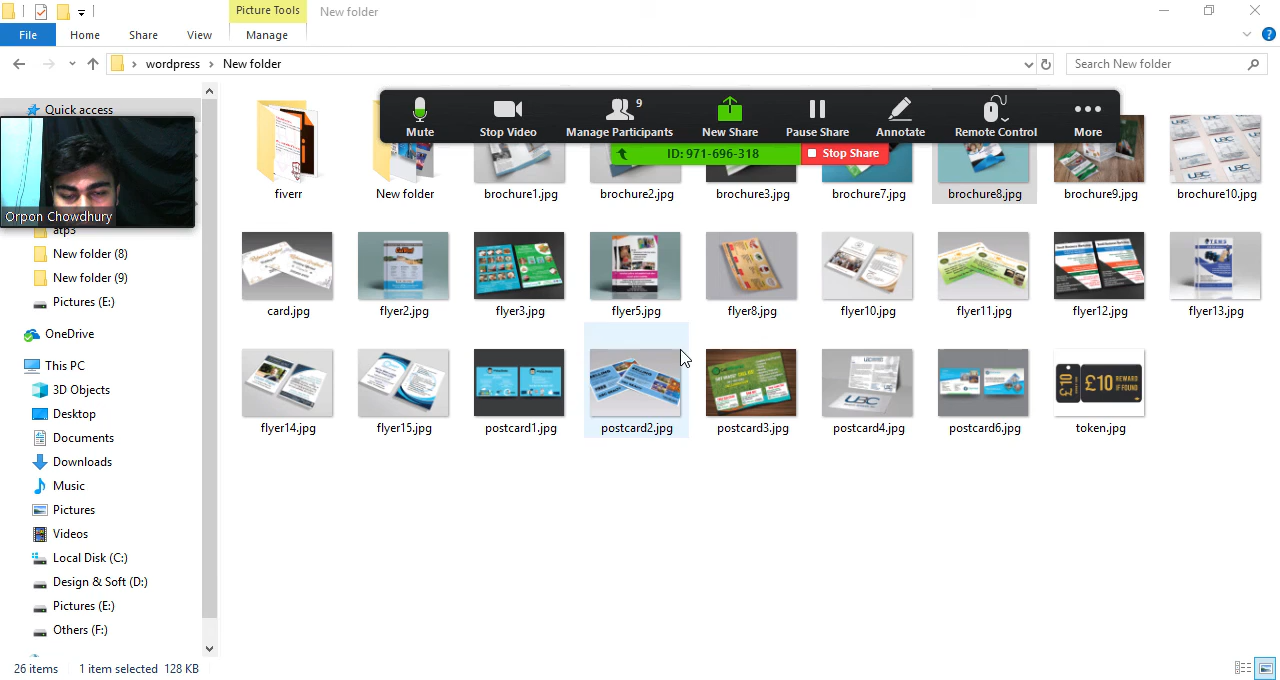 Picture Tools
New folder
File
Home
Share
View
Manage
wordpress
New folder
Search New folder
Quick access
Mute
Stop Video
Manage Participants
9
New Share
Pause Share
Annotate
Remote Control
More
ID: 971-696-318
Stop Share
Orpon Chowdhury
fiverr
New folder
brochure1.jpg
brochure2.jpg
brochure3.jpg
brochure7.jpg
brochure8.jpg
brochure9.jpg
brochure10.jpg
atp3
New folder (8)
New folder (9)
Pictures (E:)
OneDrive
This PC
3D Objects
Desktop
Documents
Downloads
Music
Pictures
Videos
Local Disk (C:)
Design & Soft (D:)
Pictures (E:)
Others (F:)
card.jpg
flyer2.jpg
flyer3.jpg
flyer5.jpg
flyer8.jpg
flyer10.jpg
flyer11.jpg
flyer12.jpg
flyer13.jpg
UBC
£10
£10 REWARD
IF FOUND
flyer14.jpg
flyer15.jpg
postcard1.jpg
postcard2.jpg
postcard3.jpg
postcard4.jpg
postcard6.jpg
token.jpg
26 items
1 item selected 128 KB